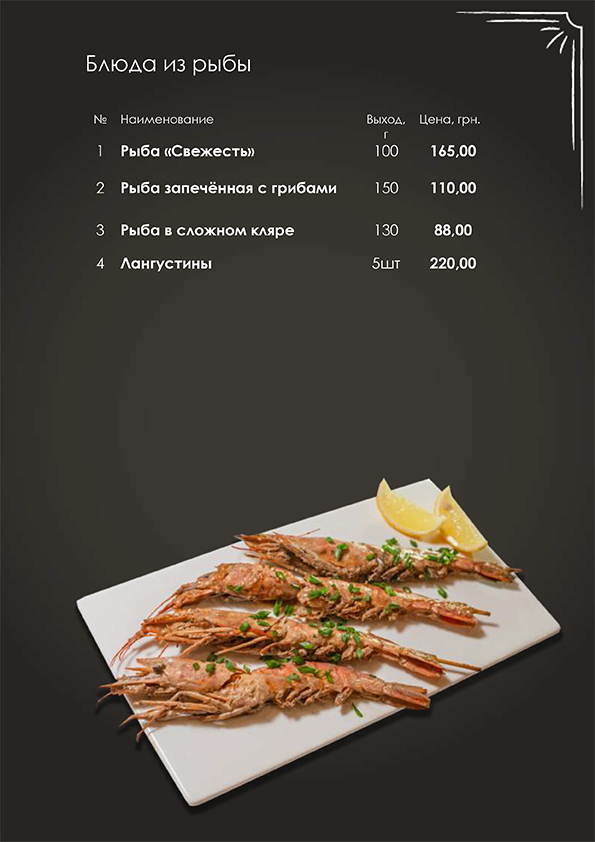 Блюда из рыбы
№ Наименование Выход, г Цена, грн.
1 Рыба «Свежесть» 100 165,00
2 Рыба запечённая с грибами 150 110,00
3 Рыба в сложном кляре 130 88,00
4 Лангустины 5шт 220,00